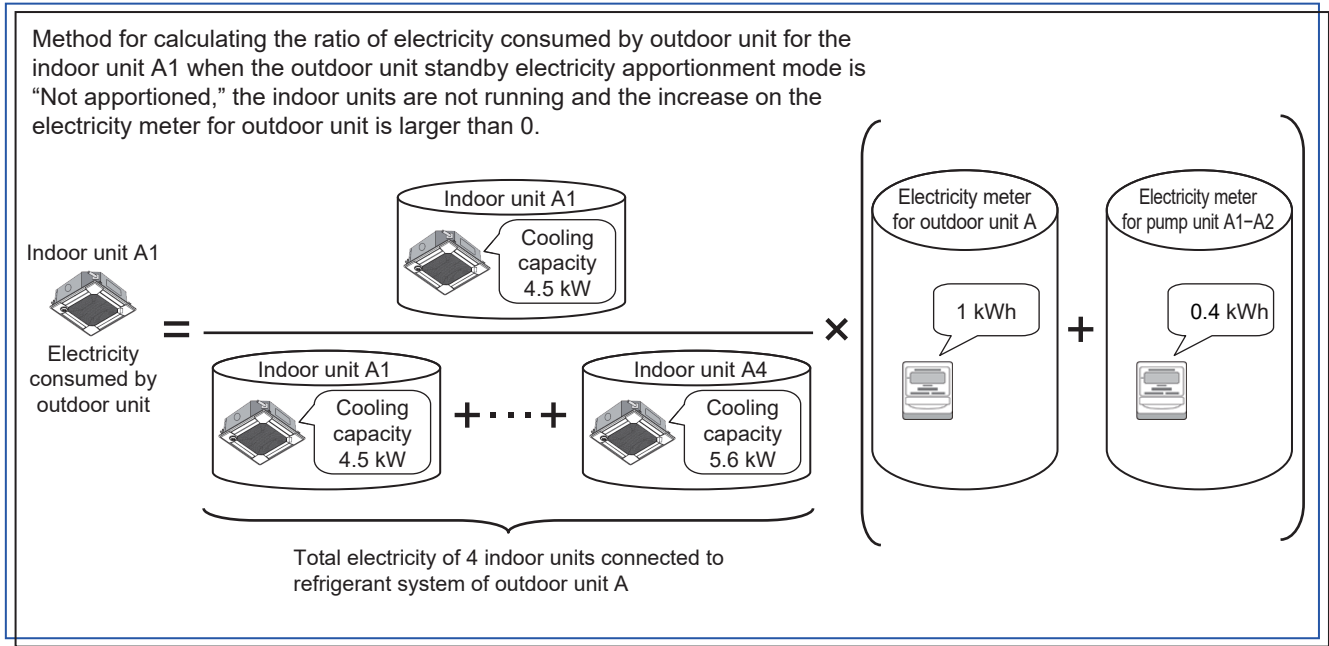 Method for calculating the ratio of electricity consumed by outdoor unit for the
indoor unit A1 when the outdoor unit standby electricity apportionment mode is
“Not apportioned,” the indoor units are not running and the increase on the
electricity meter for outdoor unit is larger than 0.
Indoor unit A1
Electricity
consumed by
outdoor unit
=
Indoor unit A1
Cooling
capacity
4.5 kW
Indoor unit A1
Cooling
capacity
4.5 kW
+····+
Indoor unit A4
Cooling
capacity
5.6 kW
Total electricity of 4 indoor units connected to
refrigerant system of outdoor unit A
×
Electricity meter
for outdoor unit A
1 kWh
+
Electricity meter
for pump unit A1−A2
0.4 kWh